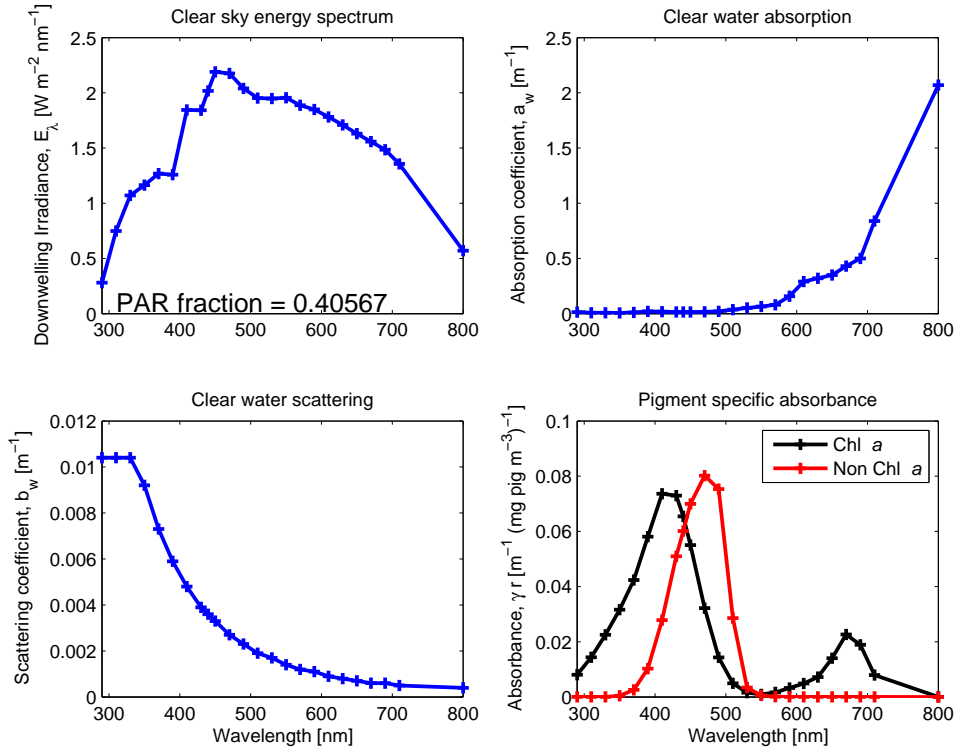 Clear sky energy spectrum
Downwelling Irradiance, E_λ [W m⁻² nm⁻¹]
2.5
2
1.5
1
0.5
0
300 400 500 600 700 800
PAR fraction = 0.40567
Clear water absorption
Absorption coefficient, a_w [m⁻¹]
2.5
2
1.5
1
0.5
0
300 400 500 600 700 800
Clear water scattering
Scattering coefficient, b_w [m⁻¹]
0.012
0.01
0.008
0.006
0.004
0.002
0
300 400 500 600 700 800
Wavelength [nm]
Pigment specific absorbance
Absorbance, γ r [m⁻¹ (mg pig m⁻³)⁻¹]
0.1
0.08
0.06
0.04
0.02
0
300 400 500 600 700 800
Wavelength [nm]
Chl a
Non Chl a